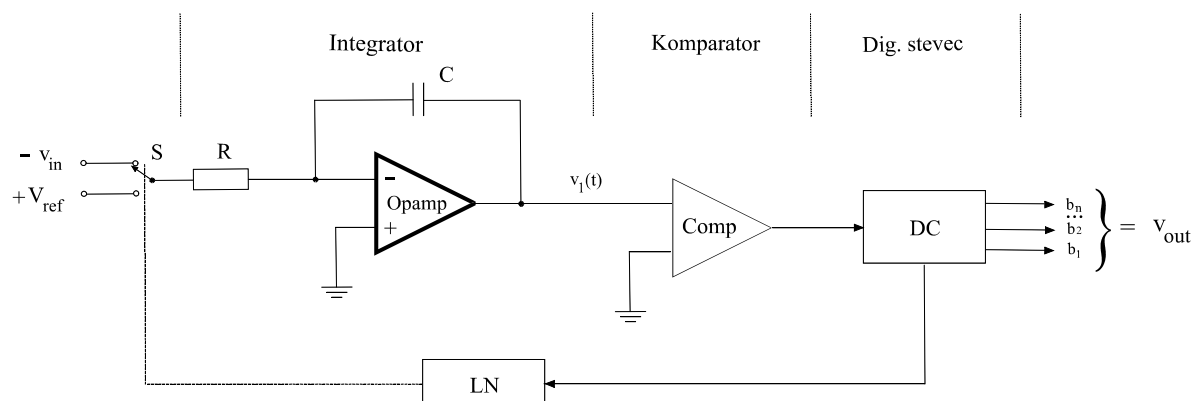 Integrator
Komparator
Dig. stevec
C
- v_in
S
R
+V_ref
-
Opamp
+
v_1(t)
Comp
DC
b_n
...
b_2
b_1
} = v_out
LN